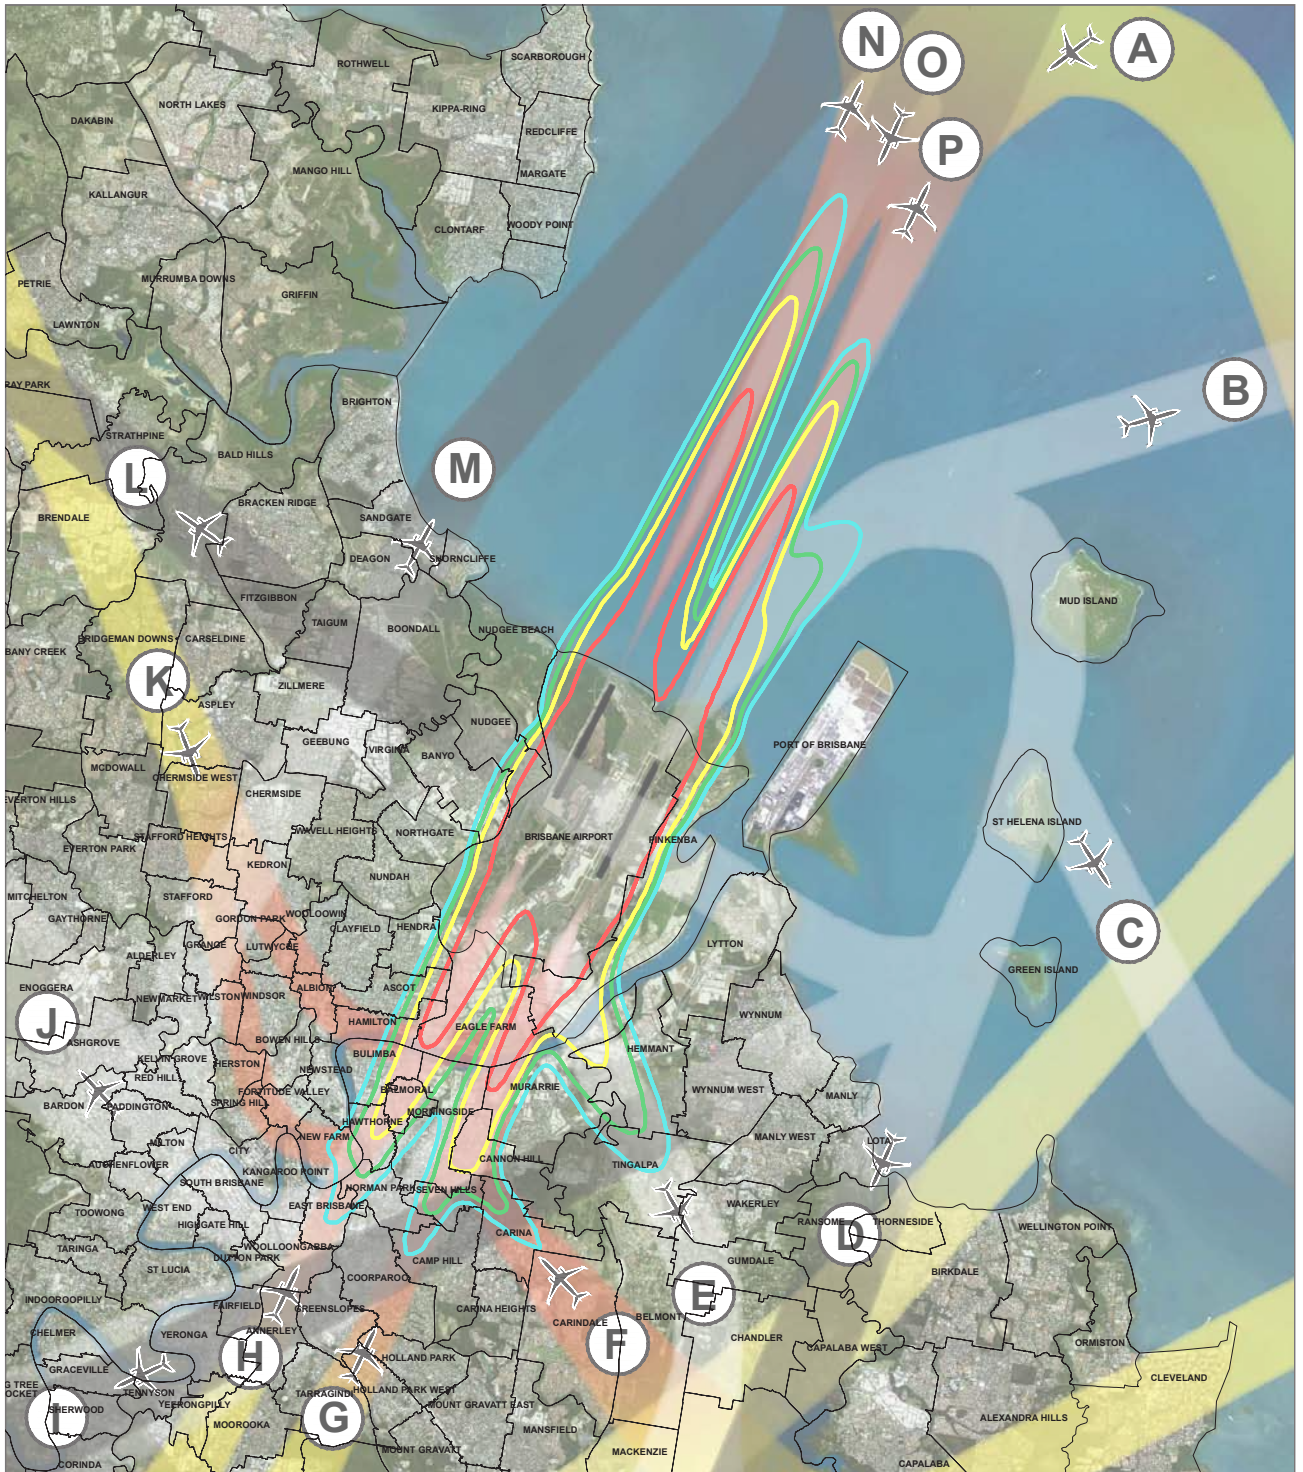 N
O
A
P
SCARBOROUGH
ROTHWELL
NORTH LAKES
KIPPA-RING
DAKABIN
REDCLIFFE
MANGO HILL
MARGATE
KALLANGUR
CLONTARF
WOODY POINT
MURRUMBA DOWNS
PETRIE
GRIFFIN
LAWNTON
RAY PARK
B
BRIGHTON
STRATHPINE
BALD HILLS
M
L
BRACKEN RIDGE
BRENDALE
SANDGATE
DEAGON
SHORNCLIFFE
FITZGIBBON
MUD ISLAND
TAIGUM
BOONDALL
NUDGEE BEACH
BRIDGEMAN DOWNS
CARSELDINE
BANY CREEK
K
ZILLMERE
ASPLEY
NUDGEE
GEEBUNG
VIRGINIA
BANYO
PORT OF BRISBANE
MCDOWALL
CHERMSIDE WEST
CHERMSIDE
EVERTON HILLS
ST HELENA ISLAND
STAFFORD HEIGHTS
WAVELL HEIGHTS
NORTHGATE
BRISBANE AIRPORT
PINKENBA
EVERTON PARK
KEDRON
NUNDAH
MITCHELTON
STAFFORD
GAYTHORNE
GORDON PARK
WOOLOOWIN
CLAYFIELD
HENDRA
C
GRANGE
LUTWYCHE
LYTTON
ALDERLEY
GREEN ISLAND
ENOGGERA
NEWMARKET
WILSTON
WINDSOR
ALBION
ASCOT
J
HAMILTON
EAGLE FARM
WYNNUM
ASHGROVE
BOWEN HILLS
HEMMANT
KELVIN GROVE
HERSTON
BULIMBA
RED HILL
NEWSTEAD
MURARRIE
WYNNUM WEST
BALMORAL
FORTITUDE VALLEY
MANLY
BARDON
PADDINGTON
SPRING HILL
MORNINGSIDE
HAWTHORNE
NEW FARM
MANLY WEST
MILTON
CITY
LOTA
AUCHENFLOWER
KANGAROO POINT
CANNON HILL
TINGALPA
SOUTH BRISBANE
NORMAN PARK
SEVEN HILLS
WEST END
EAST BRISBANE
WAKERLEY
TOOWONG
HIGHGATE HILL
CARINA
RANSOME
D
THORNESIDE
WELLINGTON POINT
TARINGA
WOOLLOONGABBA
DUTTON PARK
CAMP HILL
GUMDALE
ST LUCIA
COORPAROO
BIRKDALE
INDOOROOPILLY
FAIRFIELD
GREENSLOPES
CARINA HEIGHTS
E
BELMONT
CARINDALE
CHELMER
YERONGA
ANNERLEY
CHANDLER
F
ORMISTON
H
HOLLAND PARK
CAPALABA WEST
GRACEVILLE
G TREE
OCKET
TENNYSON
TARRAGINDI
HOLLAND PARK WEST
CLEVELAND
I
SHERWOOD
YEERONGPILLY
MOUNT GRAVATT EAST
G
MOOROOKA
ALEXANDRA HILLS
MANSFIELD
MOUNT GRAVATT
MACKENZIE
CORINDA
CAPALABA